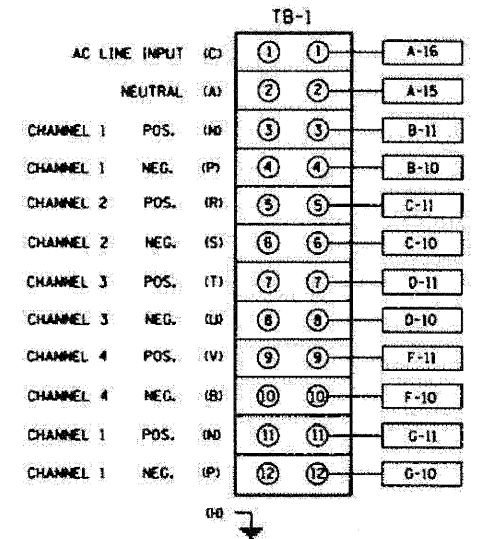 TB-1
AC LINE INPUT (C) 1 1 A-16
NEUTRAL (A) 2 2 A-15
CHANNEL 1 POS. (N) 3 3 B-11
CHANNEL 1 NEG. (P) 4 4 B-10
CHANNEL 2 POS. (R) 5 5 C-11
CHANNEL 2 NEG. (S) 6 6 C-10
CHANNEL 3 POS. (T) 7 7 D-11
CHANNEL 3 NEG. (U) 8 8 D-10
CHANNEL 4 POS. (V) 9 9 F-11
CHANNEL 4 NEG. (B) 10 10 F-10
CHANNEL 1 POS. (N) 11 11 G-11
CHANNEL 1 NEG. (P) 12 12 G-10
(H)